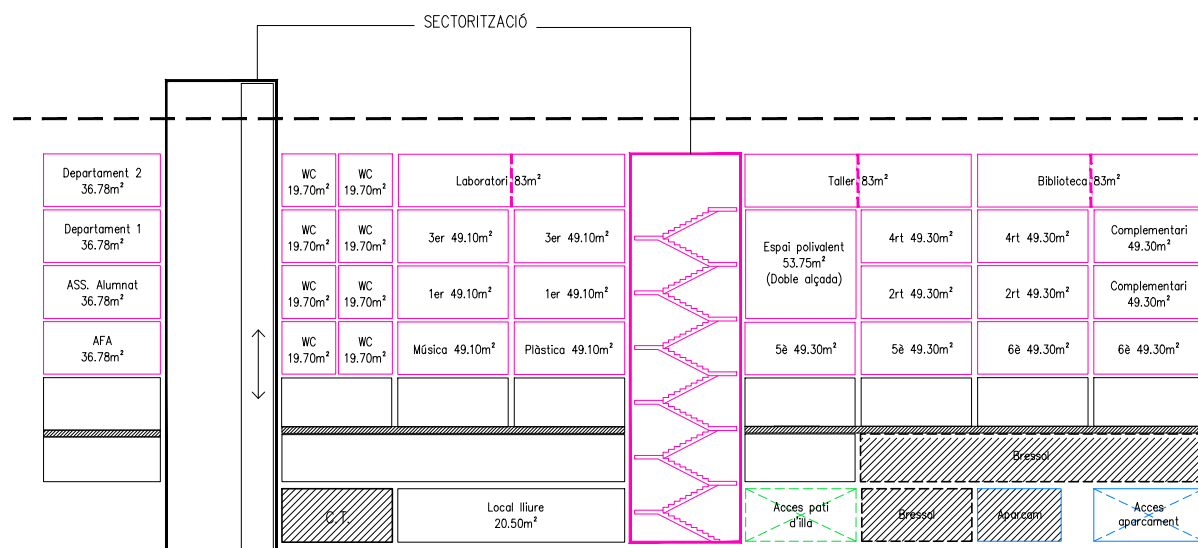 SECTORITZACIÓ
Departament 2
36.78m²
WC
19.70m²
WC
19.70m²
Laboratori 83m²
Taller 83m²
Biblioteca 83m²
Departament 1
36.78m²
WC
19.70m²
WC
19.70m²
3er 49.10m²
3er 49.10m²
Espai polivalent
53.75m²
(Doble alçada)
4rt 49.30m²
4rt 49.30m²
Complementari
49.30m²
ASS. Alumnat
36.78m²
WC
19.70m²
WC
19.70m²
1er 49.10m²
1er 49.10m²
2rt 49.30m²
2rt 49.30m²
Complementari
49.30m²
AFA
36.78m²
WC
19.70m²
WC
19.70m²
Música 49.10m²
Plàstica 49.10m²
5è 49.30m²
5è 49.30m²
6è 49.30m²
6è 49.30m²
Bressol
C.T.
Local lliure
20.50m²
Acces pati
d'illa
Bressol
Aparcam
Acces
aparcament